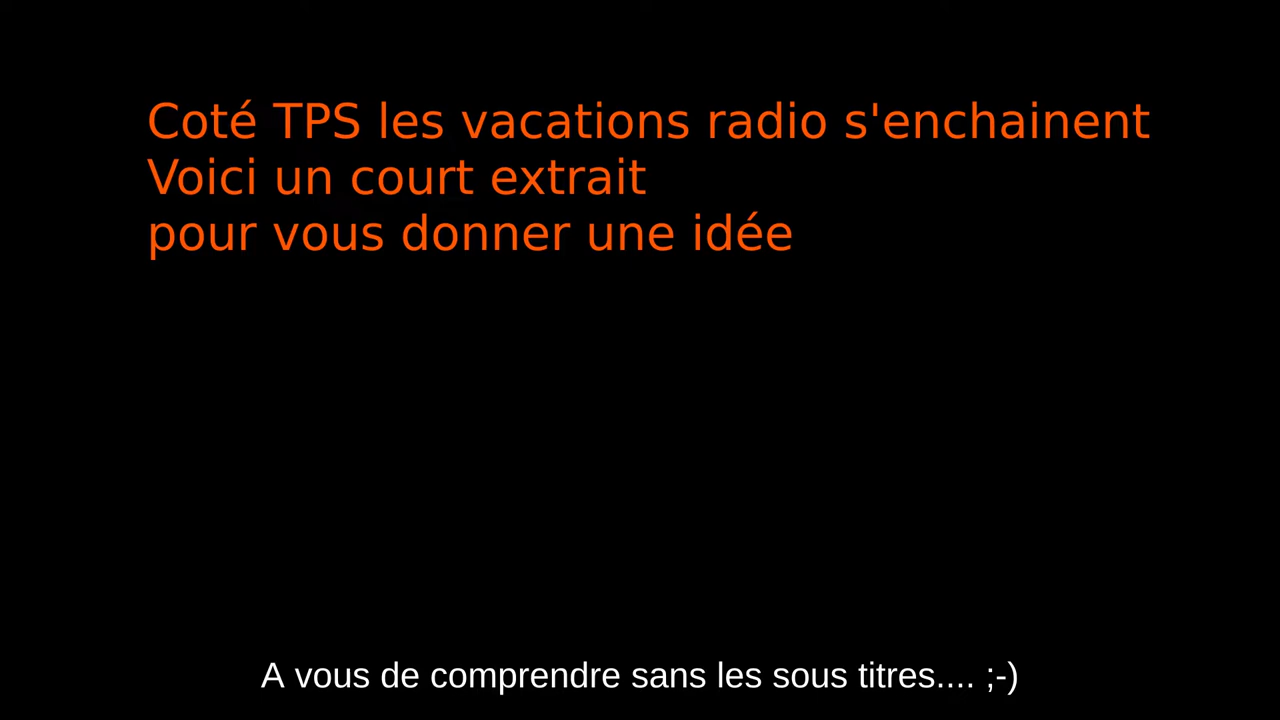 Coté TPS les vacations radio s'enchainent
Voici un court extrait
pour vous donner une idée
A vous de comprendre sans les sous titres.... ;-)